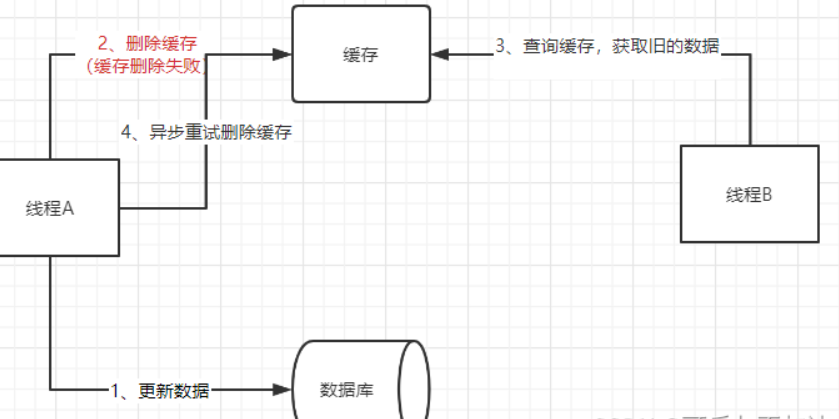 2、删除缓存
（缓存删除失败）
缓存
3、查询缓存，获取旧的数据
4、异步重试删除缓存
线程A
线程B
1、更新数据
数据库